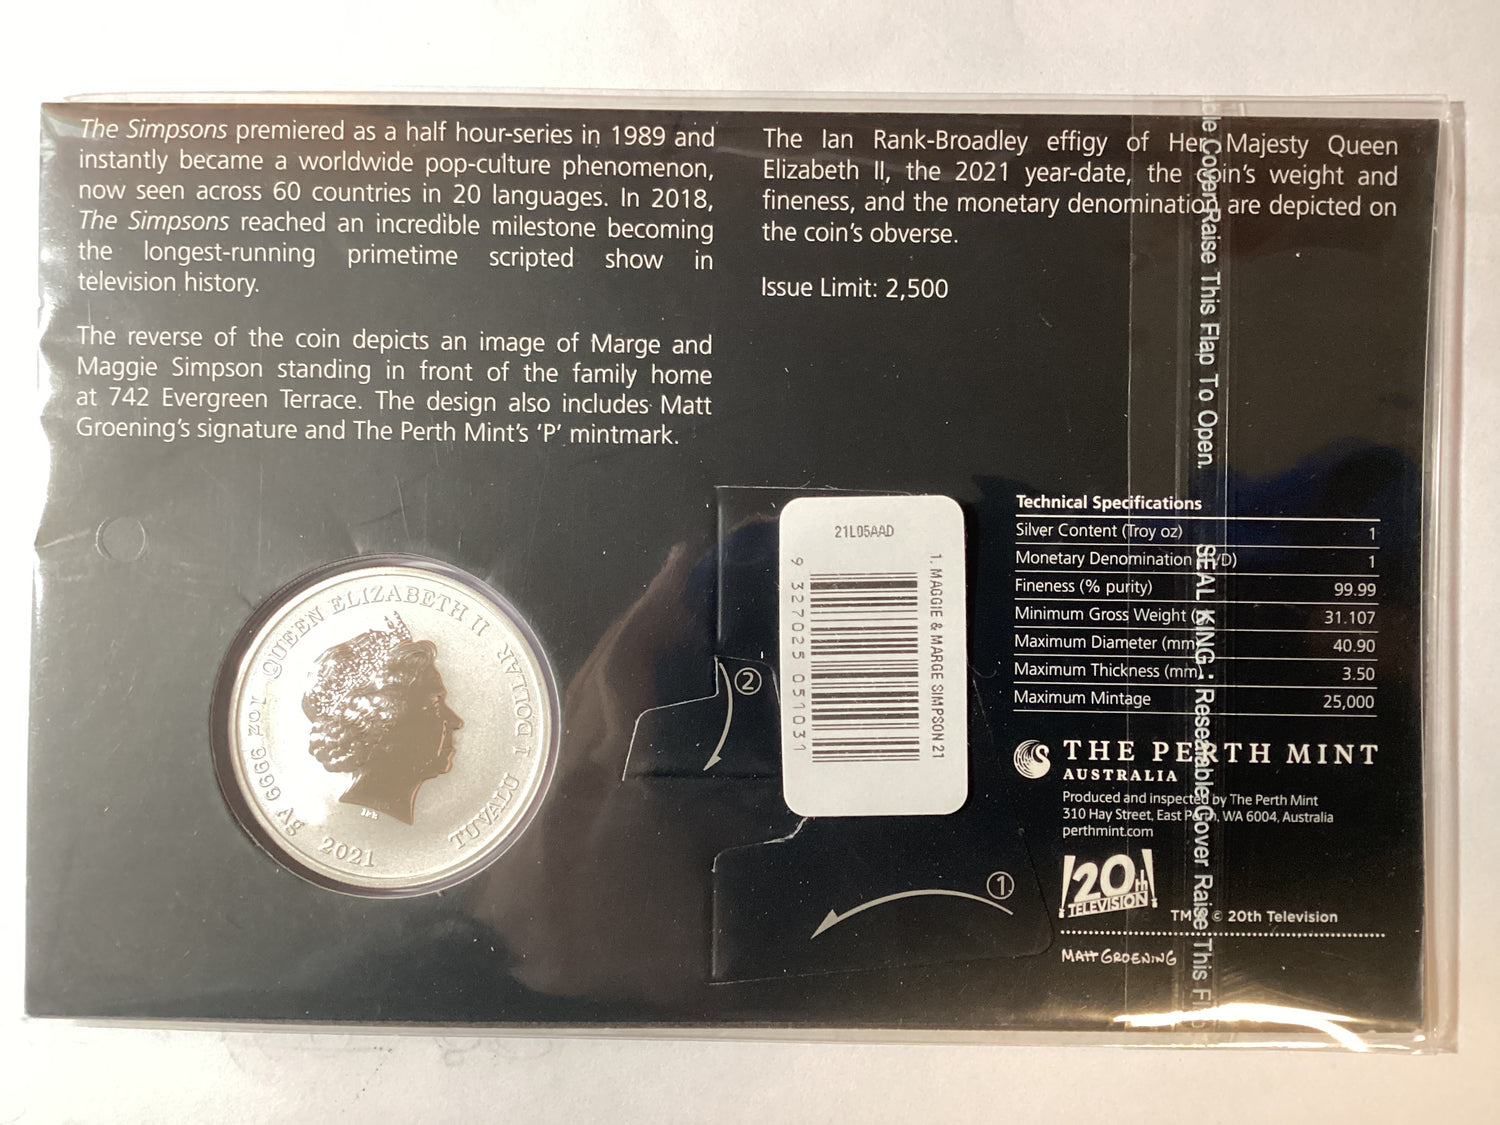 The Simpsons premiered as a half hour-series in 1989 and
instantly became a worldwide pop-culture phenomenon,
now seen across 60 countries in 20 languages. In 2018,
The Simpsons reached an incredible milestone becoming
the longest-running primetime scripted show in
television history.
The reverse of the coin depicts an image of Marge and
Maggie Simpson standing in front of the family home
at 742 Evergreen Terrace. The design also includes Matt
Groening's signature and The Perth Mint's 'P' mintmark.
The Ian Rank-Broadley effigy of Her Majesty Queen
Elizabeth II, the 2021 year-date, the coin's weight and
fineness, and the monetary denomination are depicted on
the coin's obverse.
Issue Limit: 2,500
QUEEN ELIZABETH II 1 DOLLAR TUVALU 2021 1oz 9999 Ag
IRB
②
①
21L05AAD
1. MAGGIE & MARGE SIMPSON 21
9 327025 051031
Technical Specifications
Silver Content (Troy oz) 1
Monetary Denomination TVD) 1
Fineness (% purity) 99.99
Minimum Gross Weight ( 31.107
Maximum Diameter (mm) 40.90
Maximum Thickness (mm) 3.50
Maximum Mintage 25,000
THE PERTH MINT
AUSTRALIA
Produced and inspected by The Perth Mint
310 Hay Street, East Perth, WA 6004, Australia
perthmint.com
20th
TELEVISION
TM & © 20th Television
MATT GROENING
Cover Raise This Flap To Open. SEAL KING: Resealable Cover Raise This